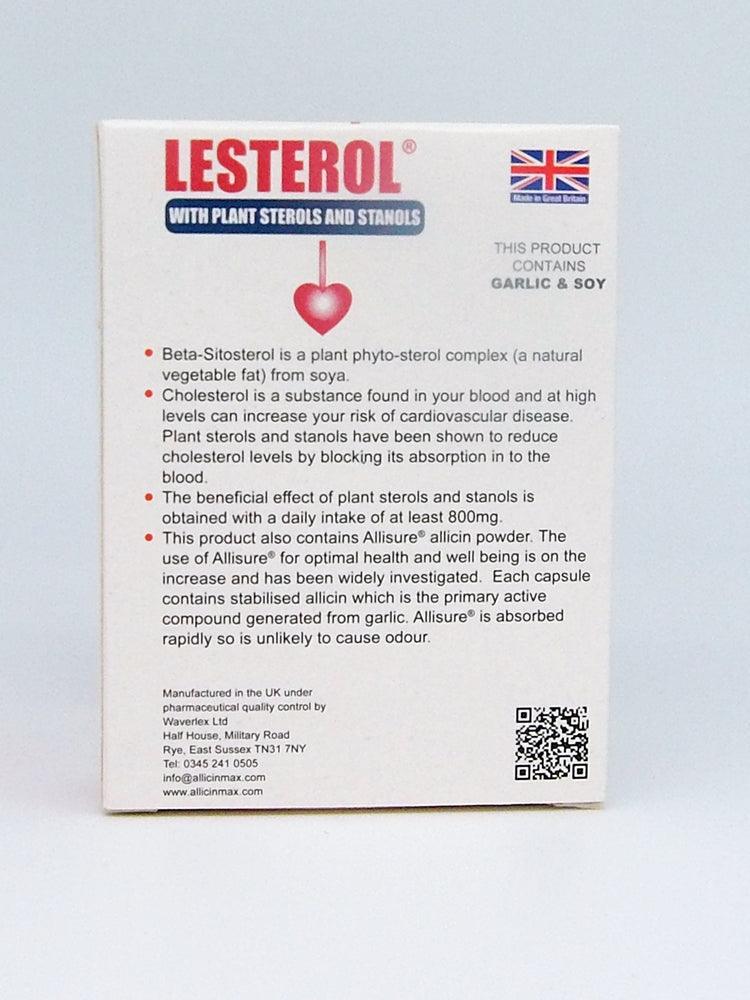 LESTEROL®
WITH PLANT STEROLS AND STANOLS
Made in Great Britain
THIS PRODUCT
CONTAINS
GARLIC & SOY
• Beta-Sitosterol is a plant phyto-sterol complex (a natural
vegetable fat) from soya.
• Cholesterol is a substance found in your blood and at high
levels can increase your risk of cardiovascular disease.
Plant sterols and stanols have been shown to reduce
cholesterol levels by blocking its absorption in to the
blood.
• The beneficial effect of plant sterols and stanols is
obtained with a daily intake of at least 800mg.
• This product also contains Allisure® allicin powder. The
use of Allisure® for optimal health and well being is on the
increase and has been widely investigated. Each capsule
contains stabilised allicin which is the primary active
compound generated from garlic. Allisure® is absorbed
rapidly so is unlikely to cause odour.
Manufactured in the UK under
pharmaceutical quality control by
Waverlex Ltd
Half House, Military Road
Rye, East Sussex TN31 7NY
Tel: 0345 241 0505
info@allicinmax.com
www.allicinmax.com